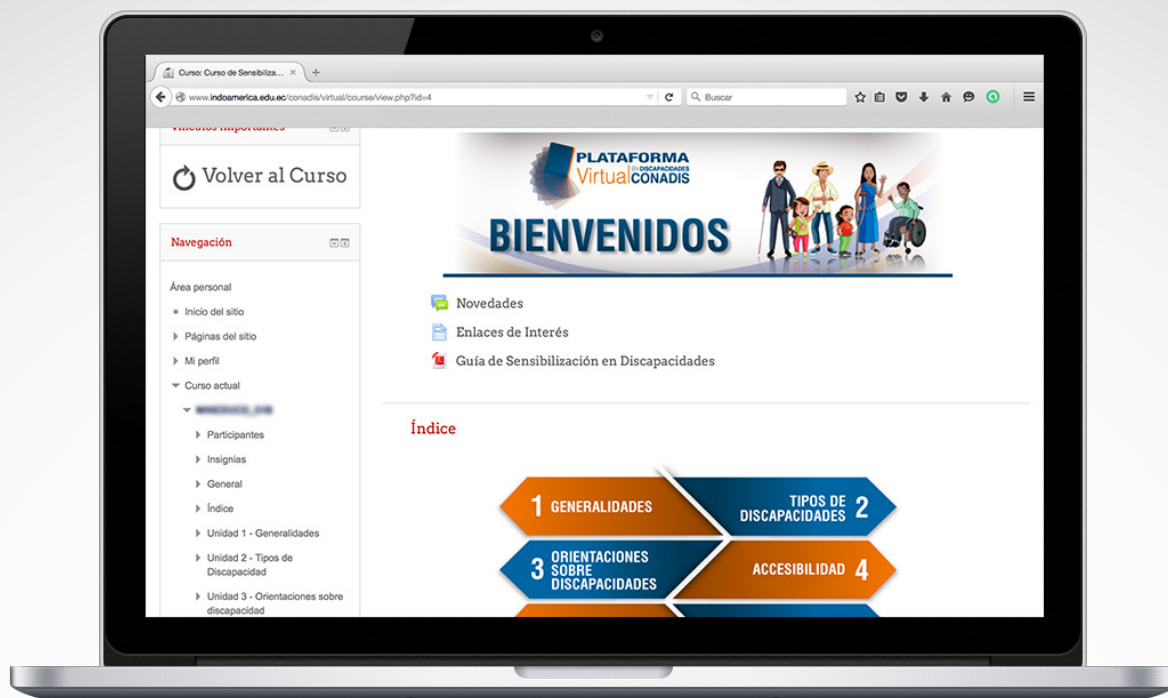 Curso: Curso de Sensibiliza... × +
www.indoamerica.edu.ec/conadis/virtual/course/view.php?id=4
Buscar
Vínculos Importantes
Volver al Curso
Navegación
Área personal
Inicio del sitio
Páginas del sitio
Mi perfil
Curso actual
Participantes
Insignias
General
Índice
Unidad 1 - Generalidades
Unidad 2 - Tipos de
Discapacidad
Unidad 3 - Orientaciones sobre
discapacidad
PLATAFORMA
EN DISCAPACIDADES
Virtual CONADIS
BIENVENIDOS
Novedades
Enlaces de Interés
Guía de Sensibilización en Discapacidades
Índice
1 GENERALIDADES
TIPOS DE
DISCAPACIDADES 2
3 ORIENTACIONES
SOBRE
DISCAPACIDADES
ACCESIBILIDAD 4